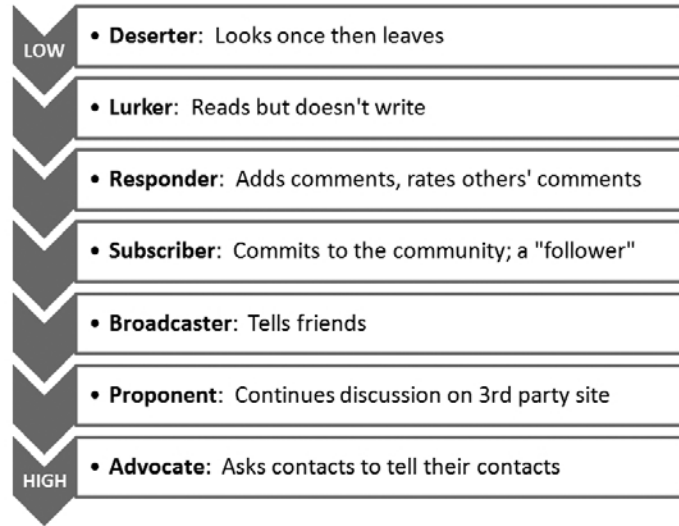 LOW
• Deserter: Looks once then leaves
• Lurker: Reads but doesn't write
• Responder: Adds comments, rates others' comments
• Subscriber: Commits to the community; a "follower"
• Broadcaster: Tells friends
• Proponent: Continues discussion on 3rd party site
HIGH
• Advocate: Asks contacts to tell their contacts